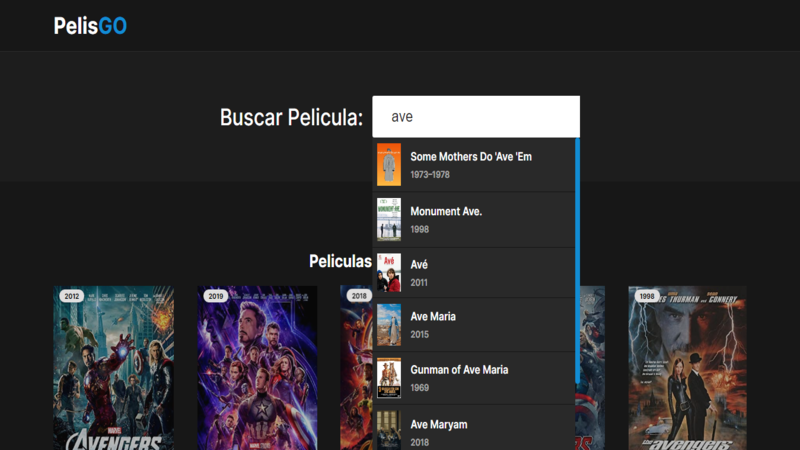 PelisGO
Buscar Pelicula:
ave
Some Mothers Do 'Ave 'Em
1973–1978
Monument Ave.
1998
Avé
2011
Ave Maria
2015
Gunman of Ave Maria
1969
Ave Maryam
2018
Peliculas
2012
2019
2018
1998
MARVEL
AVENGERS
THURMAN
CONNERY
the avengers